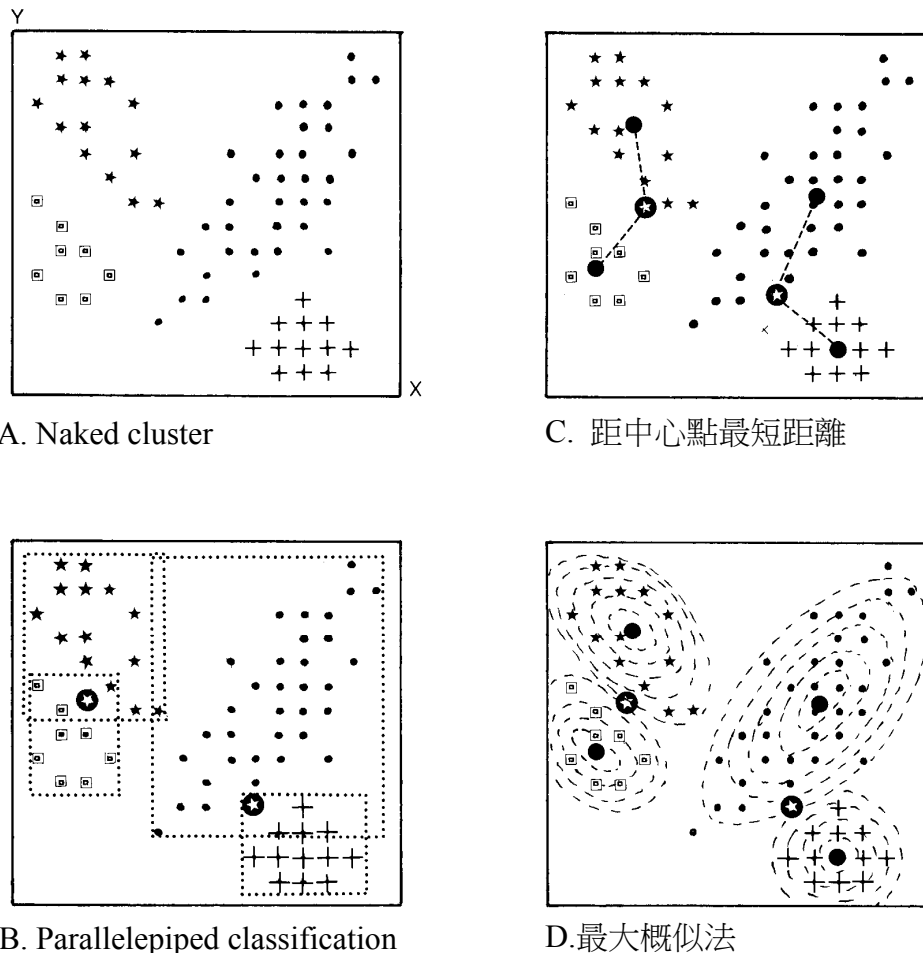 Y
X
A. Naked cluster
C. 距中心點最短距離
B. Parallelepiped classification
D.最大概似法